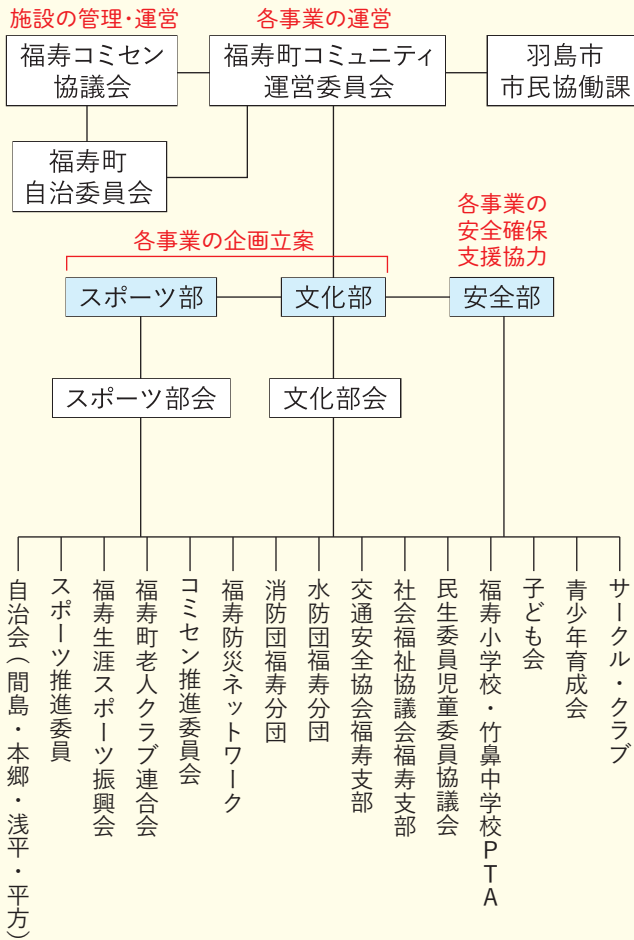 施設の管理・運営
各事業の運営
福寿コミセン
協議会
福寿町コミュニティ
運営委員会
羽島市
市民協働課
福寿町
自治委員会
各事業の
安全確保
支援協力
各事業の企画立案
スポーツ部
文化部
安全部
スポーツ部会
文化部会
自治会（間島・本郷・浅平・平方）
スポーツ推進委員
福寿生涯スポーツ振興会
福寿町老人クラブ連合会
コミセン推進委員会
福寿防災ネットワーク
消防団福寿分団
水防団福寿分団
交通安全協会福寿支部
社会福祉協議会福寿支部
民生委員児童委員協議会
福寿小学校・竹鼻中学校PTA
子ども会
青少年育成会
サークル・クラブ